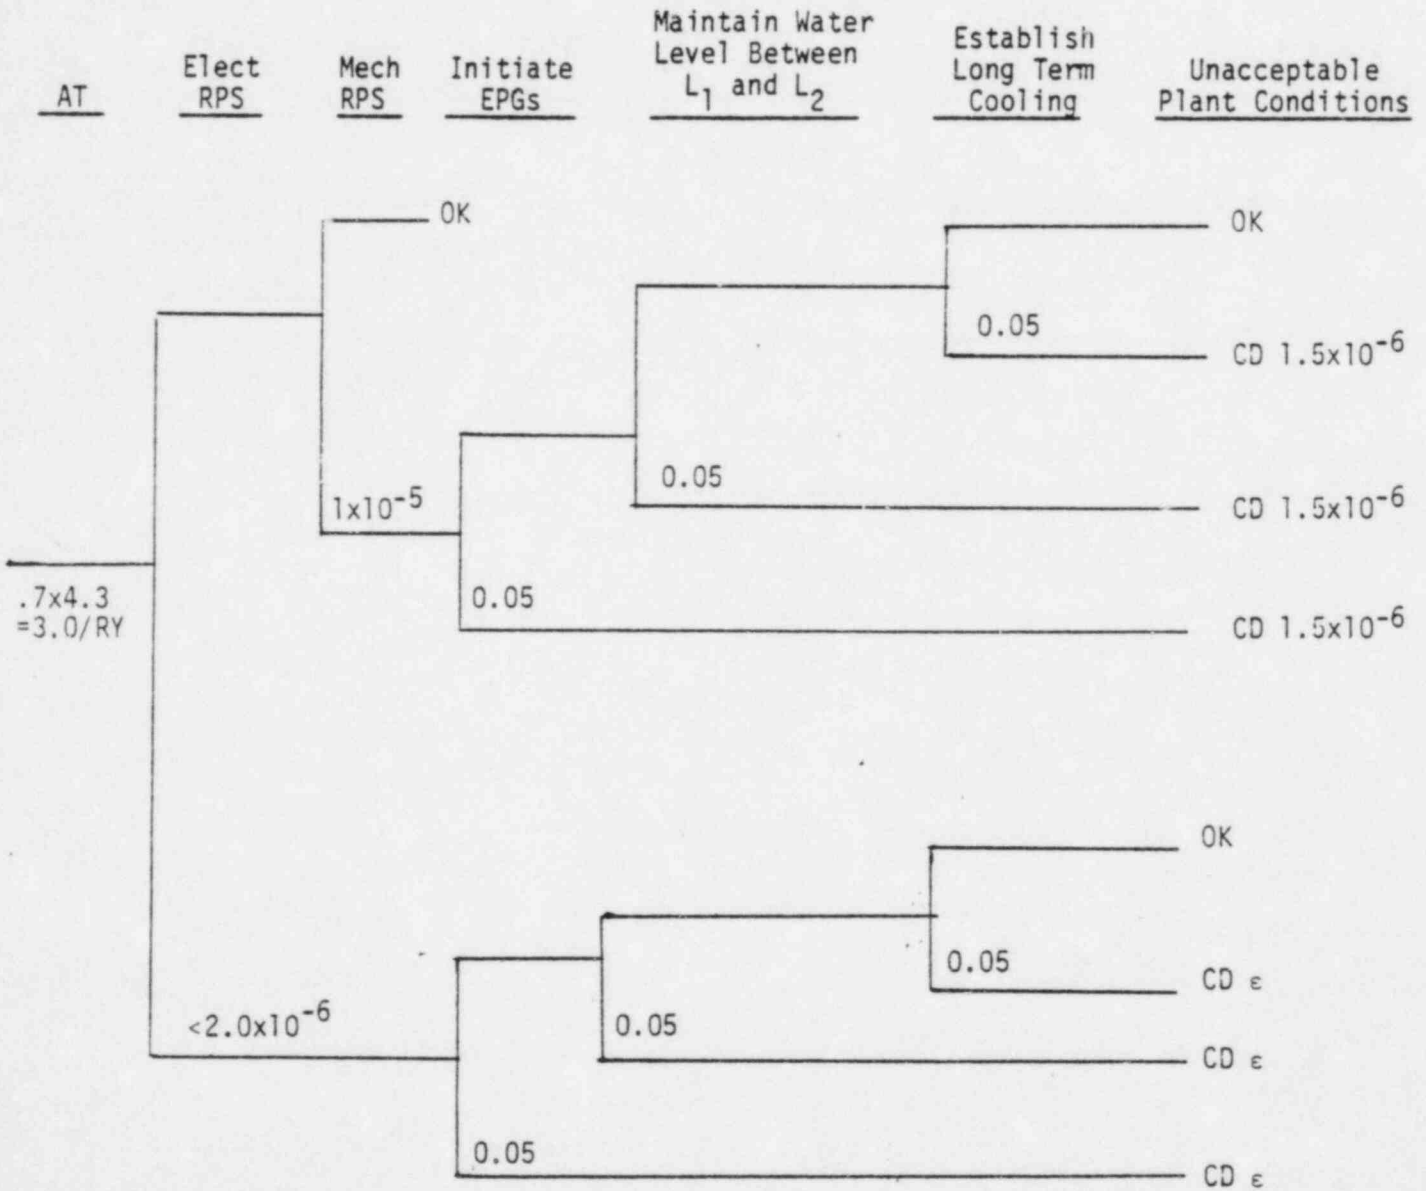 AT
Elect
RPS
Mech
RPS
Initiate
EPGs
Maintain Water
Level Between
L1 and L2
Establish
Long Term
Cooling
Unacceptable
Plant Conditions
OK
OK
0.05
CD 1.5x10-6
0.05
CD 1.5x10-6
1x10-5
0.05
CD 1.5x10-6
.7x4.3
=3.0/RY
OK
0.05
CD ε
<2.0x10-6
0.05
CD ε
0.05
CD ε